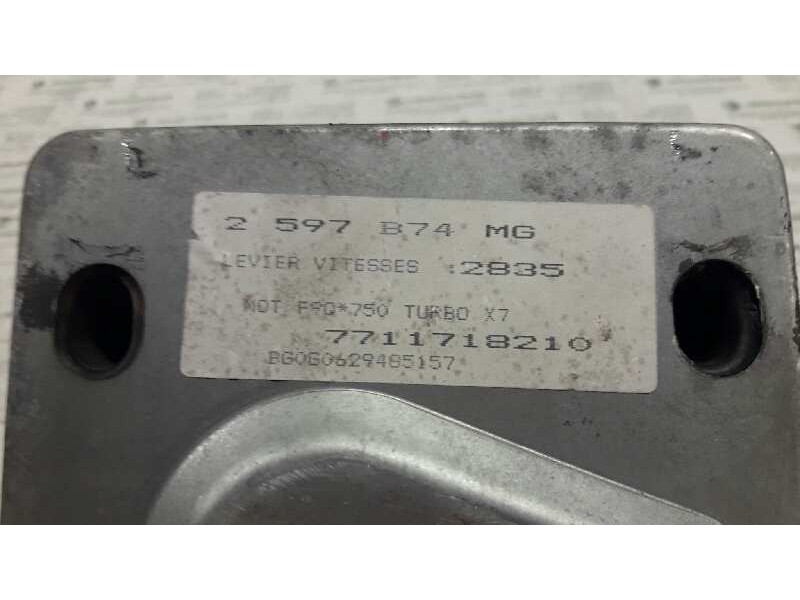 2 597 B74 MG
LEVIER VITESSES :2835
MOT F9Q*750 TURBO X7
7711718210
BG0G0629485157